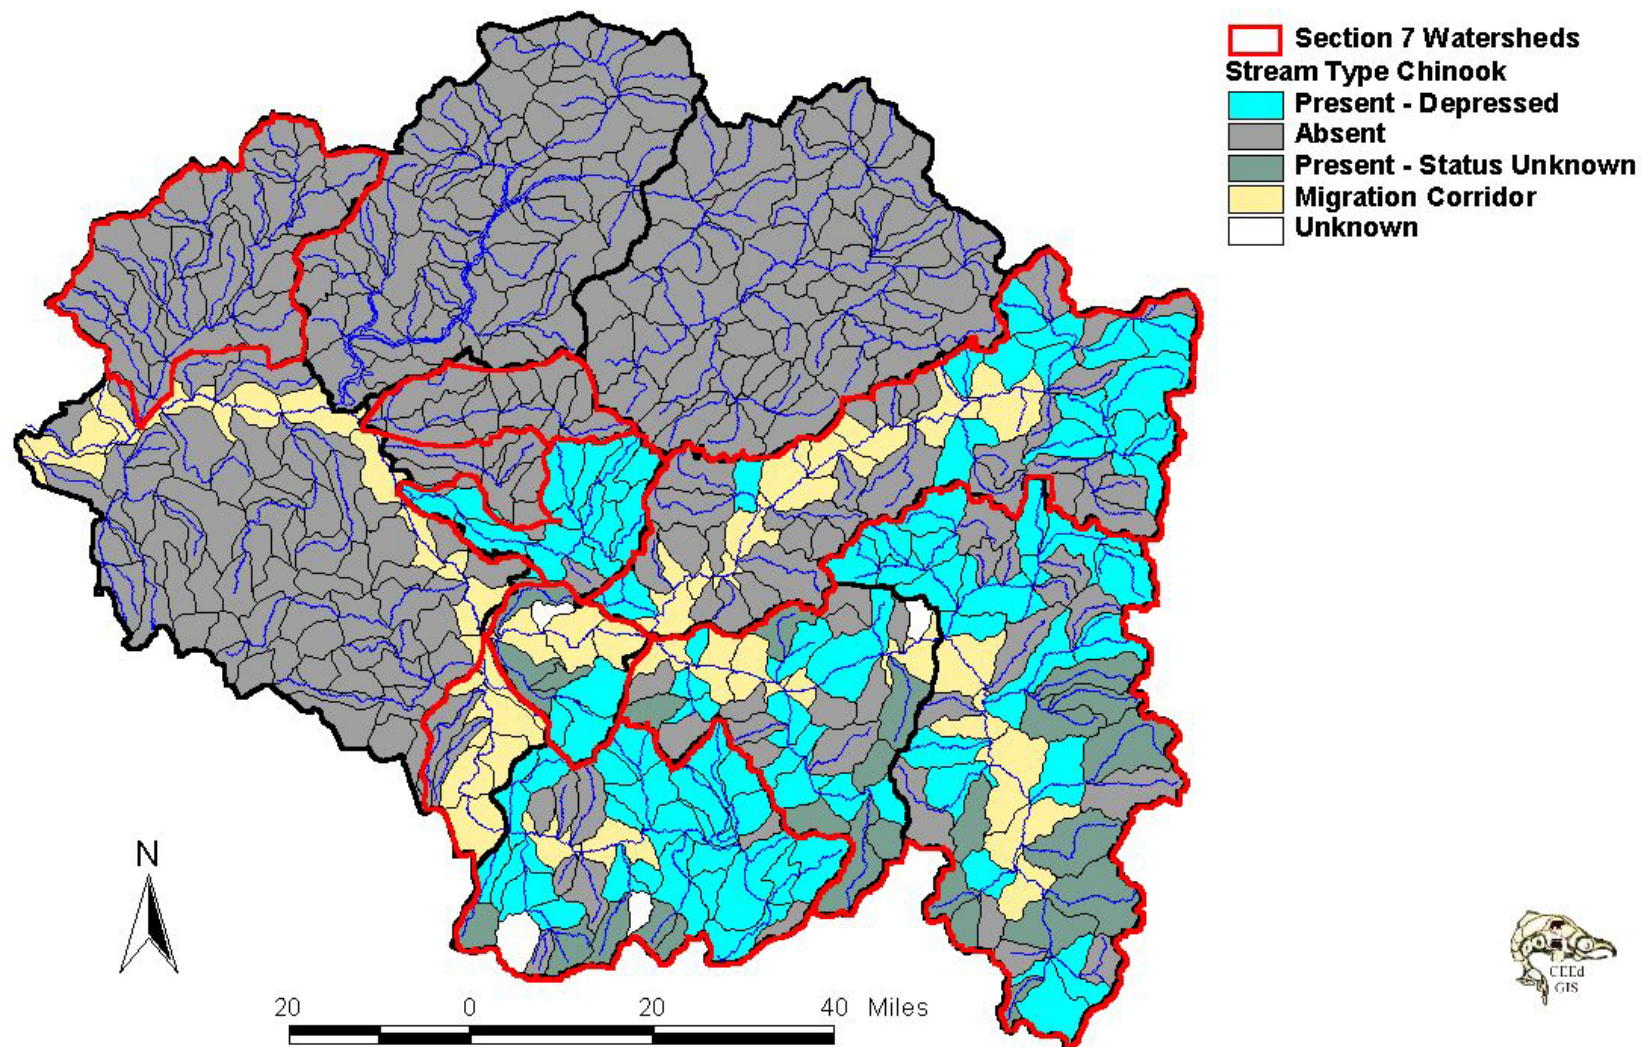 Section 7 Watersheds
Stream Type Chinook
Present - Depressed
Absent
Present - Status Unknown
Migration Corridor
Unknown
N
20 0 20 40 Miles
CEEd
GIS